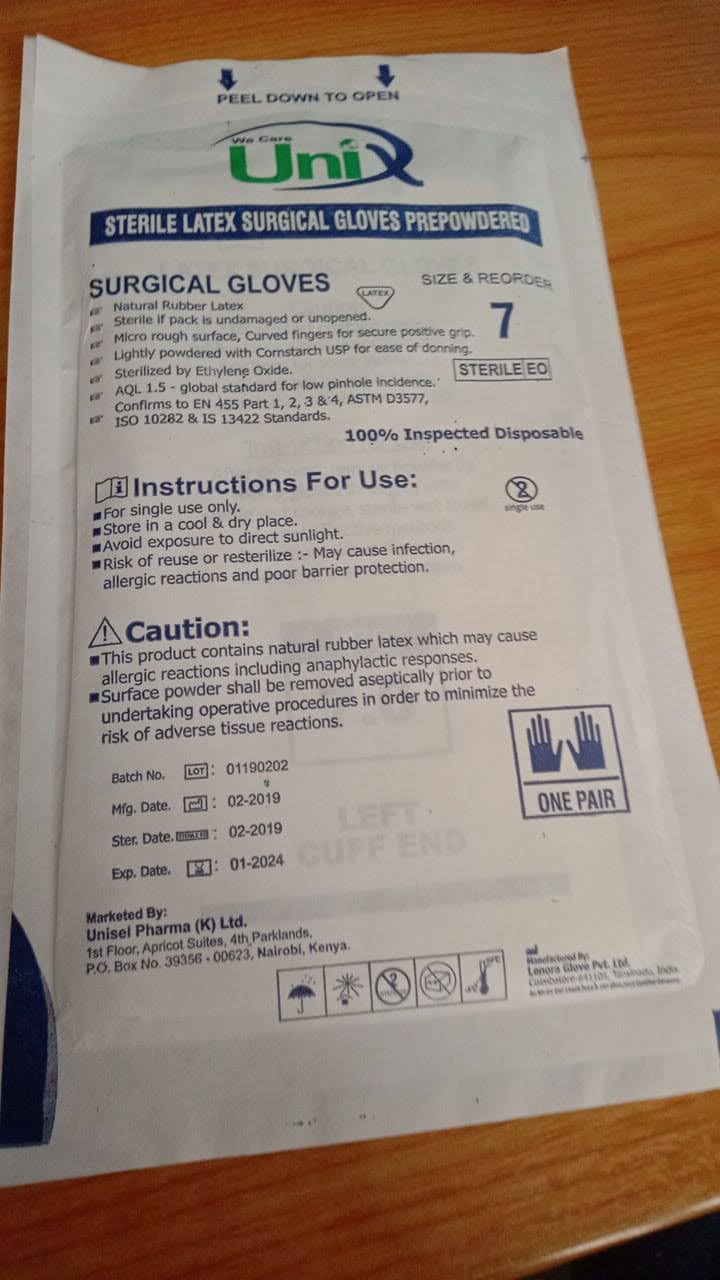 PEEL DOWN TO OPEN
We Care
UniX
STERILE LATEX SURGICAL GLOVES PREPOWDERED
SURGICAL GLOVES
LATEX
SIZE & REORDER
7
Natural Rubber Latex
Sterile if pack is undamaged or unopened.
Micro rough surface, Curved fingers for secure positive grip.
Lightly powdered with Cornstarch USP for ease of donning.
Sterilized by Ethylene Oxide.
STERILE EO
AQL 1.5 - global standard for low pinhole incidence.
Confirms to EN 455 Part 1, 2, 3 & 4, ASTM D3577,
ISO 10282 & IS 13422 Standards.
100% Inspected Disposable
Instructions For Use:
For single use only.
Store in a cool & dry place.
Avoid exposure to direct sunlight.
Risk of reuse or resterilize :- May cause infection,
allergic reactions and poor barrier protection.
2
single use
Caution:
This product contains natural rubber latex which may cause
allergic reactions including anaphylactic responses.
Surface powder shall be removed aseptically prior to
undertaking operative procedures in order to minimize the
risk of adverse tissue reactions.
Batch No. LOT : 01190202
Mfg. Date. : 02-2019
Ster. Date. : 02-2019
Exp. Date. : 01-2024
ONE PAIR
LEFT
CUFF END
Marketed By:
Unisel Pharma (K) Ltd.
1st Floor, Apricot Suites, 4th Parklands,
P.O. Box No. 39356 - 00623, Nairobi, Kenya.
Manufactured By:
Lenora Glove Pvt. Ltd.
Coimbatore-641105, Tamilnadu, India.